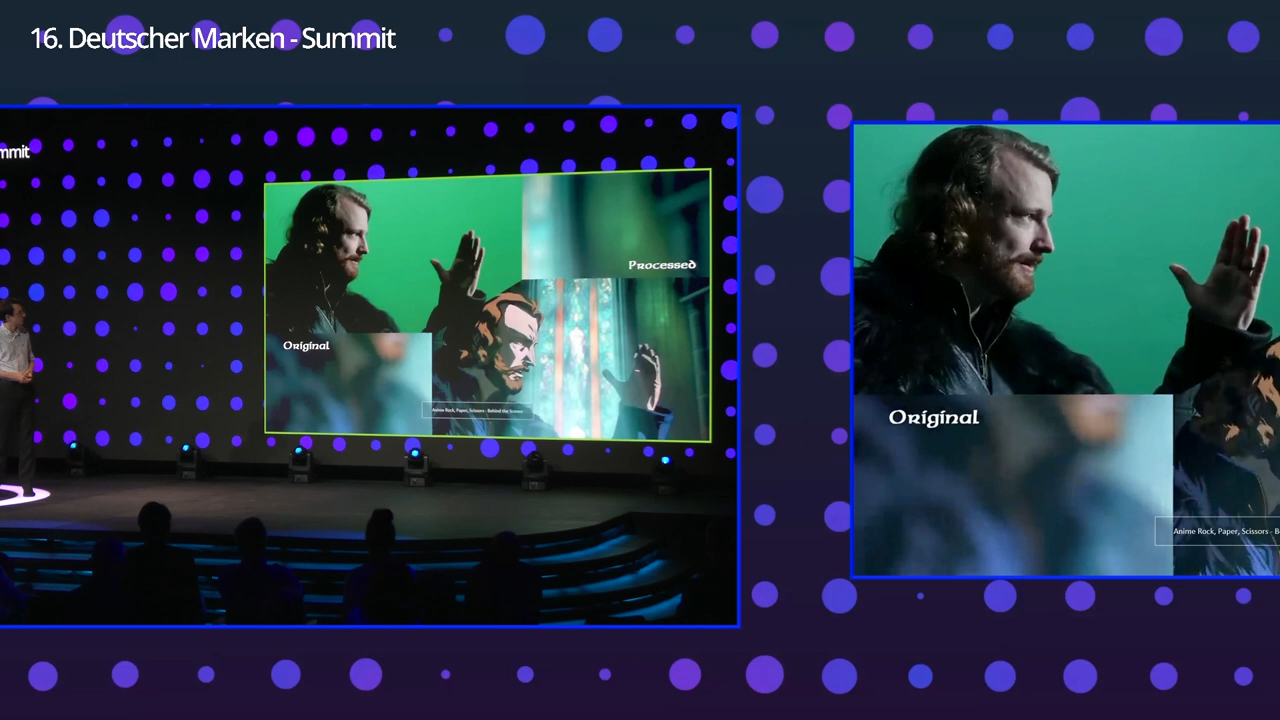 16. Deutscher Marken - Summit
mmit
Processed
Original
Anime Rock, Paper, Scissors - Behind the Scenes
Original
Anime Rock, Paper, Scissors - B